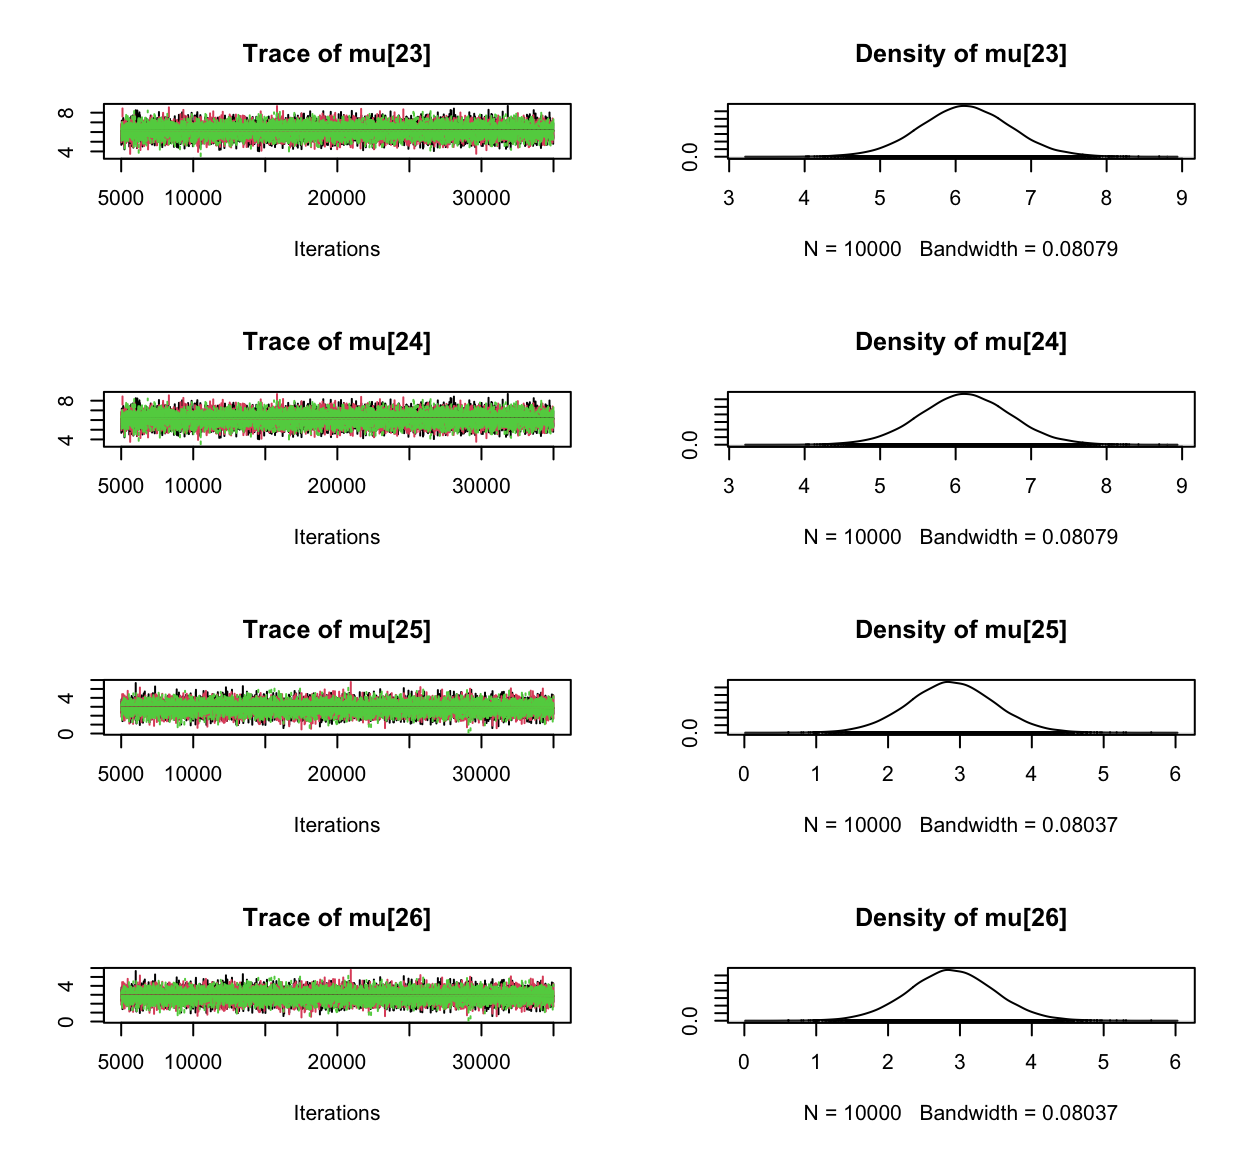 Trace of mu[23]
8
4
5000 10000 20000 30000
Iterations
Density of mu[23]
0.0
3 4 5 6 7 8 9
N = 10000 Bandwidth = 0.08079
Trace of mu[24]
8
4
5000 10000 20000 30000
Iterations
Density of mu[24]
0.0
3 4 5 6 7 8 9
N = 10000 Bandwidth = 0.08079
Trace of mu[25]
4
0
5000 10000 20000 30000
Iterations
Density of mu[25]
0.0
0 1 2 3 4 5 6
N = 10000 Bandwidth = 0.08037
Trace of mu[26]
4
0
5000 10000 20000 30000
Iterations
Density of mu[26]
0.0
0 1 2 3 4 5 6
N = 10000 Bandwidth = 0.08037